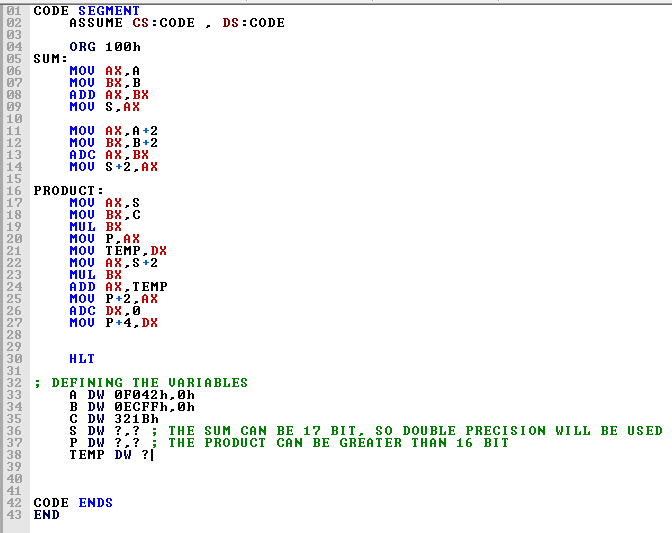 01 CODE SEGMENT
02 ASSUME CS:CODE , DS:CODE
03
04 ORG 100h
05 SUM:
06 MOV AX,A
07 MOV BX,B
08 ADD AX,BX
09 MOV S,AX
10
11 MOV AX,A+2
12 MOV BX,B+2
13 ADC AX,BX
14 MOV S+2,AX
15
16 PRODUCT:
17 MOV AX,S
18 MOV BX,C
19 MUL BX
20 MOV P,AX
21 MOV TEMP,DX
22 MOV AX,S+2
23 MUL BX
24 ADD AX,TEMP
25 MOV P+2,AX
26 ADC DX,0
27 MOV P+4,DX
28
29
30 HLT
31
32 ; DEFINING THE VARIABLES
33 A DW 0F042h,0h
34 B DW 0ECFFh,0h
35 C DW 321Bh
36 S DW ?,? ; THE SUM CAN BE 17 BIT, SO DOUBLE PRECISION WILL BE USED
37 P DW ?,? ; THE PRODUCT CAN BE GREATER THAN 16 BIT
38 TEMP DW ?
39
40
41
42 CODE ENDS
43 END